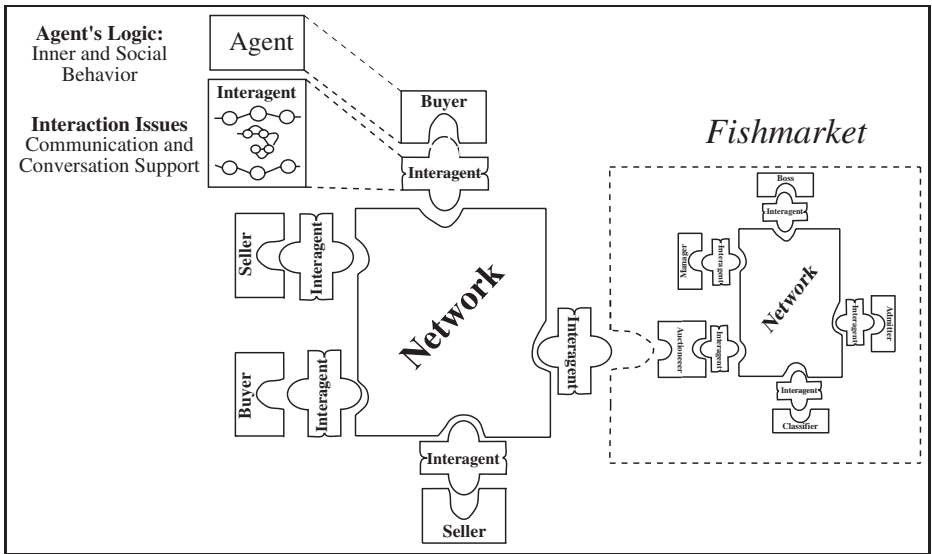 Agent's Logic:
Inner and Social
Behavior
Agent
Interaction Issues
Communication and
Conversation Support
Interagent
Buyer
Interagent
Seller
Interagent
Buyer
Interagent
Network
Interagent
Interagent
Seller
Fishmarket
Boss
Interagent
Manager
Interagent
Auctioneer
Interagent
Network
Interagent
Admitter
Interagent
Classifier